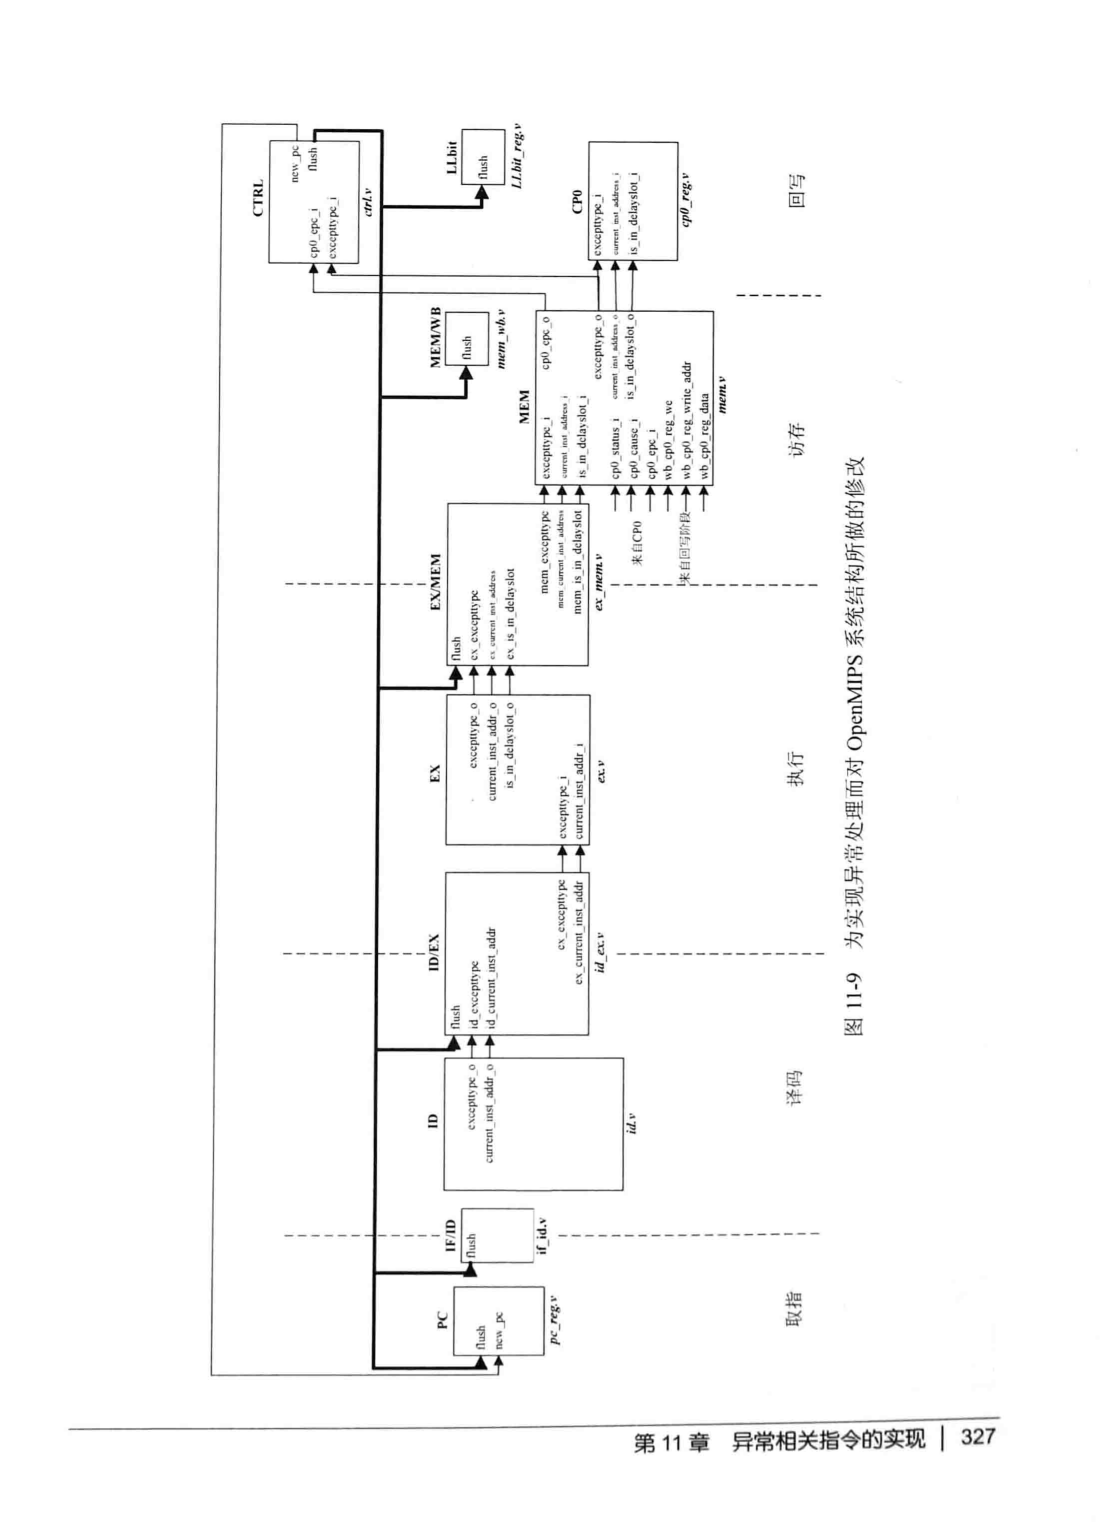 PC
flush
new_pc
pc_reg.v
IF/ID
flush
if_id.v
ID
excepttype_o
current_inst_addr_o
id.v
ID/EX
flush
id_excepttype
id_current_inst_addr
ex_excepttype
ex_current_inst_addr
id_ex.v
EX
excepttype_o
current_inst_addr_o
is_in_delayslot_o
excepttype_i
current_inst_addr_i
ex.v
EX/MEM
flush
ex_excepttype
ex_current_inst_address
ex_is_in_delayslot
mem_excepttype
mem_current_inst_address
mem_is_in_delayslot
ex_mem.v
MEM
excepttype_i
current_inst_address_i
is_in_delayslot_i
cp0_epc_o
excepttype_o
current_inst_address_o
is_in_delayslot_o
cp0_status_i
cp0_cause_i
cp0_epc_i
wb_cp0_reg_we
wb_cp0_reg_write_addr
wb_cp0_reg_data
mem.v
来自CP0
来自回写阶段
MEM/WB
flush
mem_wb.v
CTRL
new_pc
flush
cp0_epc_i
excepttype_i
ctrl.v
LLbit
flush
LLbit_reg.v
CP0
excepttype_i
current_inst_address_i
is_in_delayslot_i
cp0_reg.v
取指
译码
执行
访存
回写
图 11-9 为实现异常处理而对 OpenMIPS 系统结构所做的修改
第 11 章 异常相关指令的实现 | 327